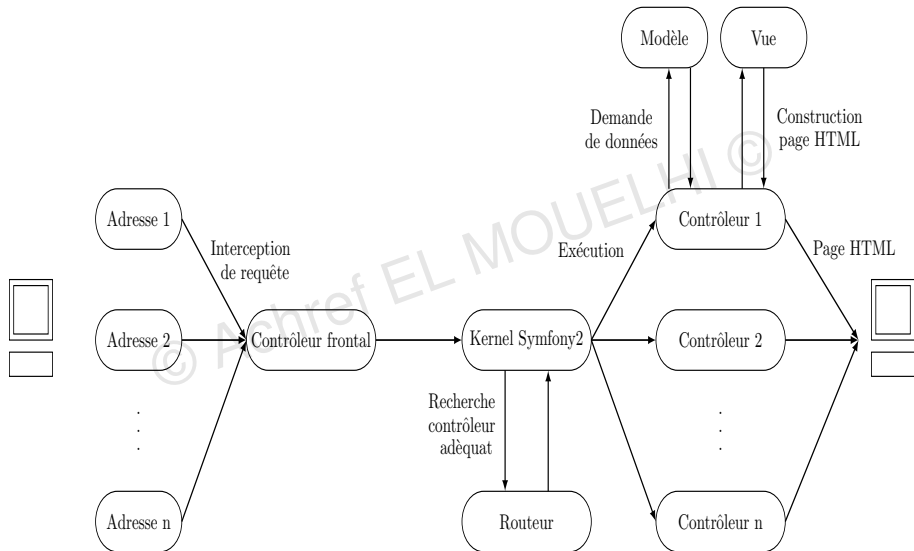 Modèle
Vue
Demande
de données
Construction
page HTML
Adresse 1
Interception
de requête
Contrôleur 1
Exécution
Page HTML
Adresse 2
Contrôleur frontal
Kernel Symfony2
Contrôleur 2
Recherche
contrôleur
adèquat
Adresse n
Routeur
Contrôleur n
© Achref EL MOUELHI ©